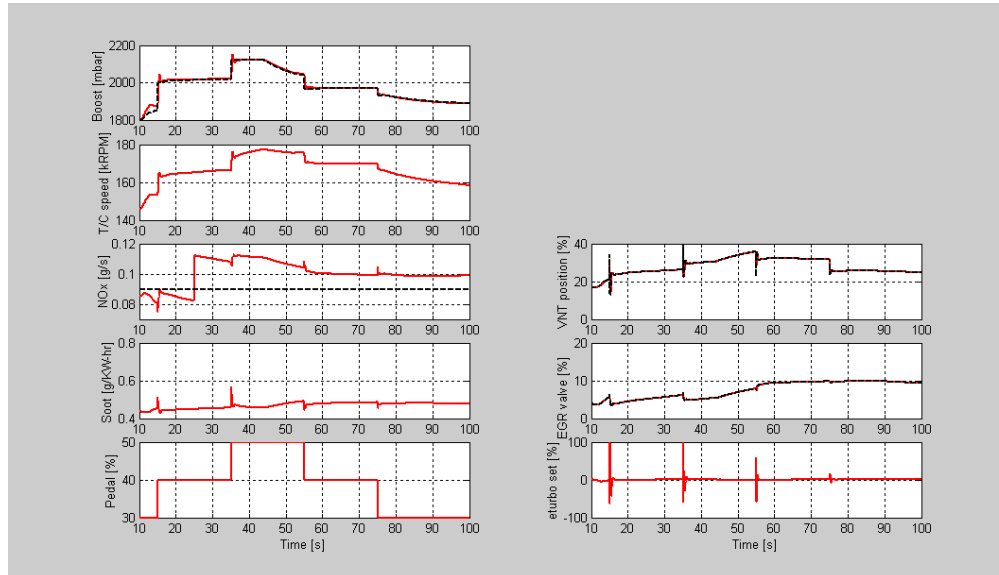 Boost [mbar]
2200
2000
1800
10 20 30 40 50 60 70 80 90 100
T/C speed [kRPM]
180
160
140
10 20 30 40 50 60 70 80 90 100
NOx [g/s]
0.12
0.1
0.08
10 20 30 40 50 60 70 80 90 100
Soot [g/KW-hr]
0.8
0.6
0.4
10 20 30 40 50 60 70 80 90 100
Pedal [%]
50
40
30
10 20 30 40 50 60 70 80 90 100
Time [s]
VNT position [%]
40
20
0
10 20 30 40 50 60 70 80 90 100
EGR valve [%]
20
10
0
10 20 30 40 50 60 70 80 90 100
eturbo set [%]
100
0
-100
10 20 30 40 50 60 70 80 90 100
Time [s]